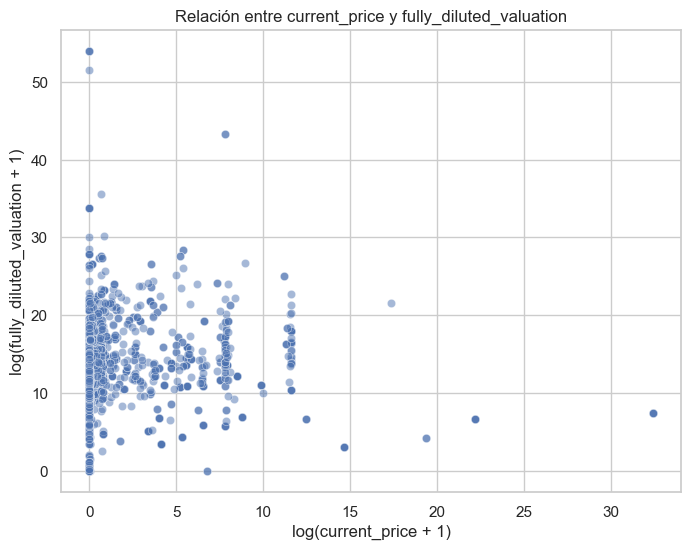 Relación entre current_price y fully_diluted_valuation
log(fully_diluted_valuation + 1)
50
40
30
20
10
0
0 5 10 15 20 25 30
log(current_price + 1)